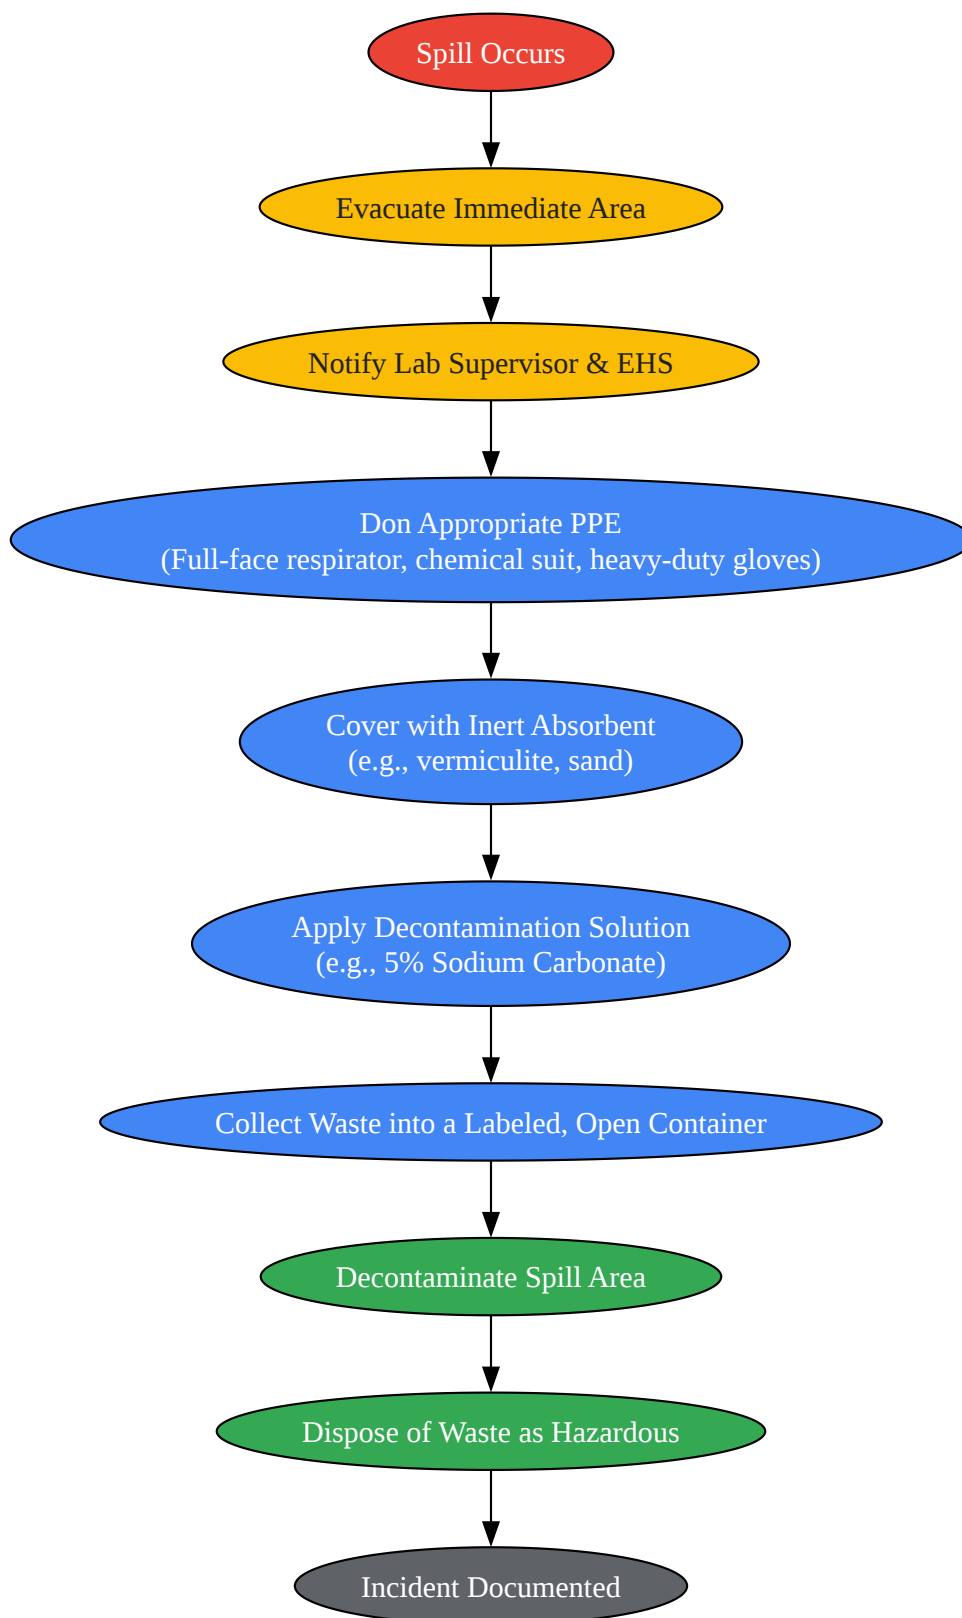 Spill Occurs
Evacuate Immediate Area
Notify Lab Supervisor & EHS
Don Appropriate PPE
(Full-face respirator, chemical suit, heavy-duty gloves)
Cover with Inert Absorbent
(e.g., vermiculite, sand)
Apply Decontamination Solution
(e.g., 5% Sodium Carbonate)
Collect Waste into a Labeled, Open Container
Decontaminate Spill Area
Dispose of Waste as Hazardous
Incident Documented